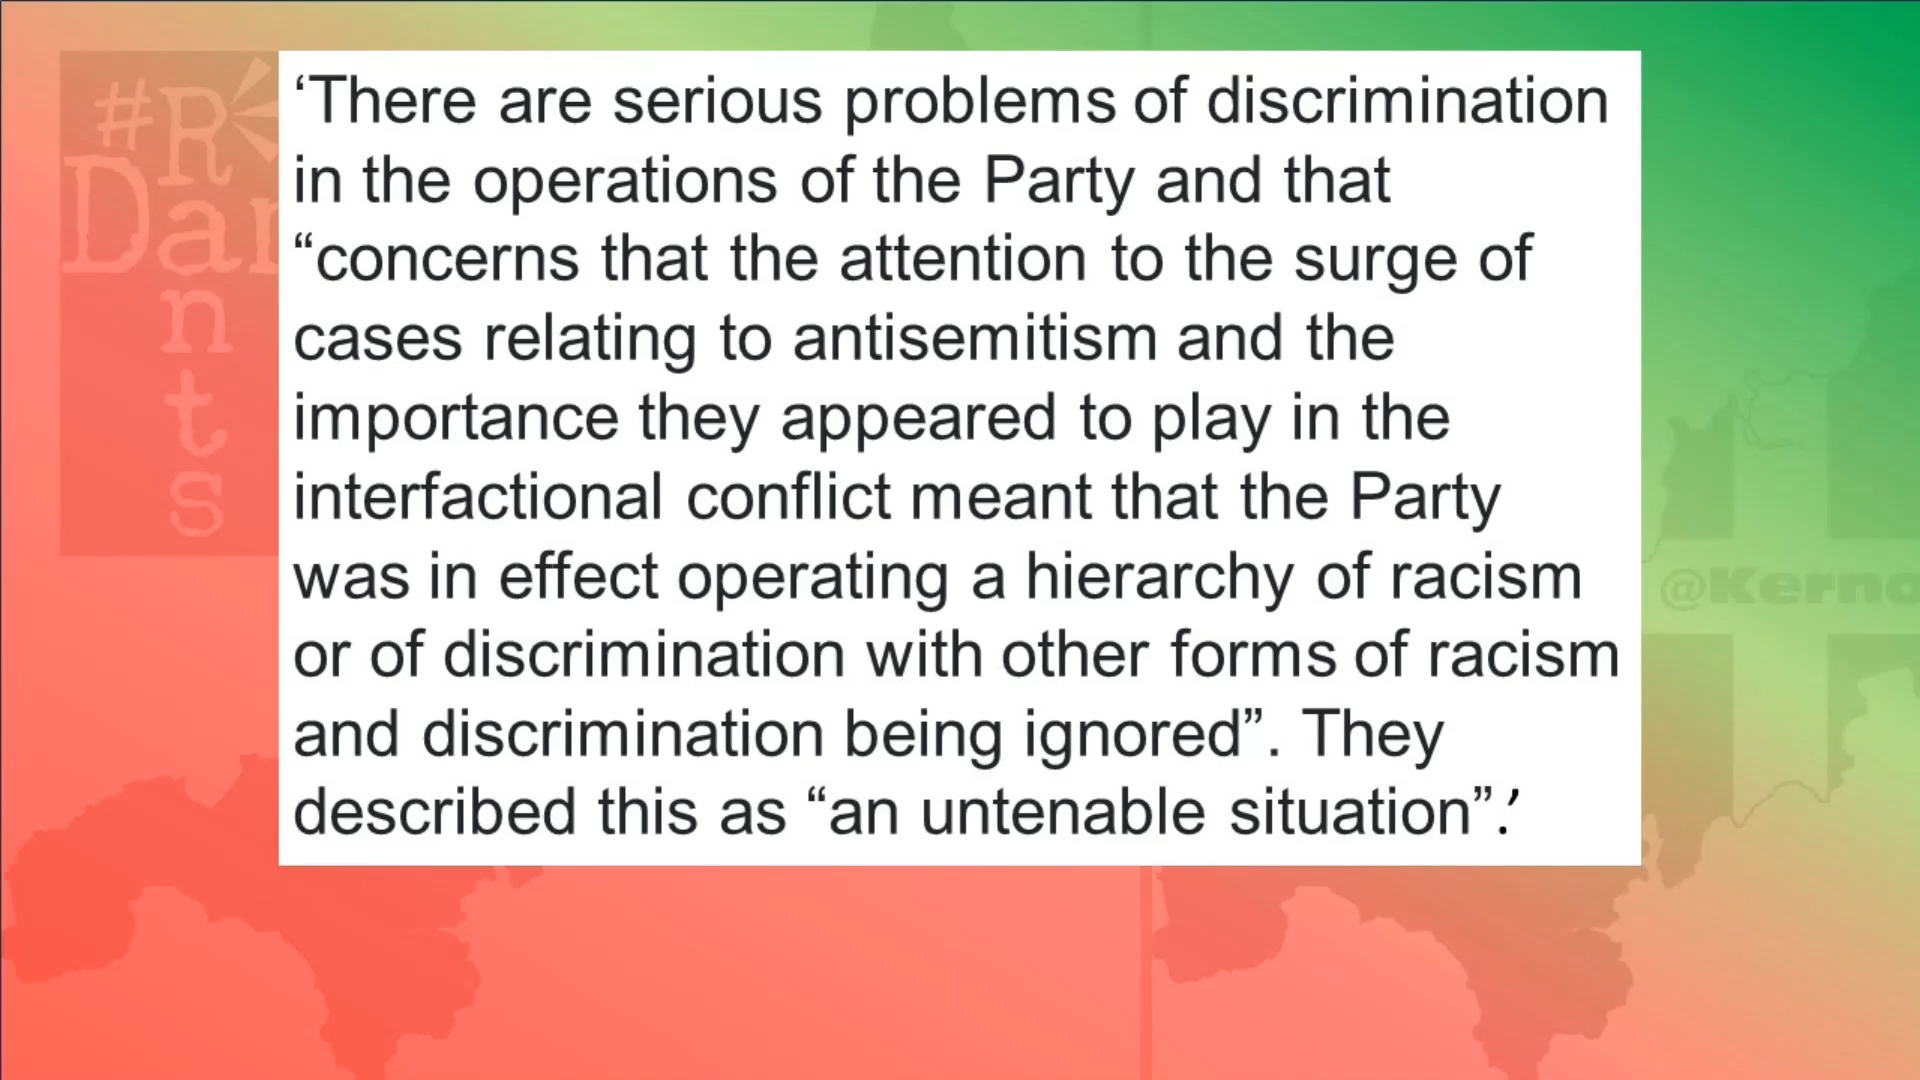 ‘There are serious problems of discrimination
in the operations of the Party and that
“concerns that the attention to the surge of
cases relating to antisemitism and the
importance they appeared to play in the
interfactional conflict meant that the Party
was in effect operating a hierarchy of racism
or of discrimination with other forms of racism
and discrimination being ignored”. They
described this as “an untenable situation”.’
#R
Dan
n
t
s
@Kerno